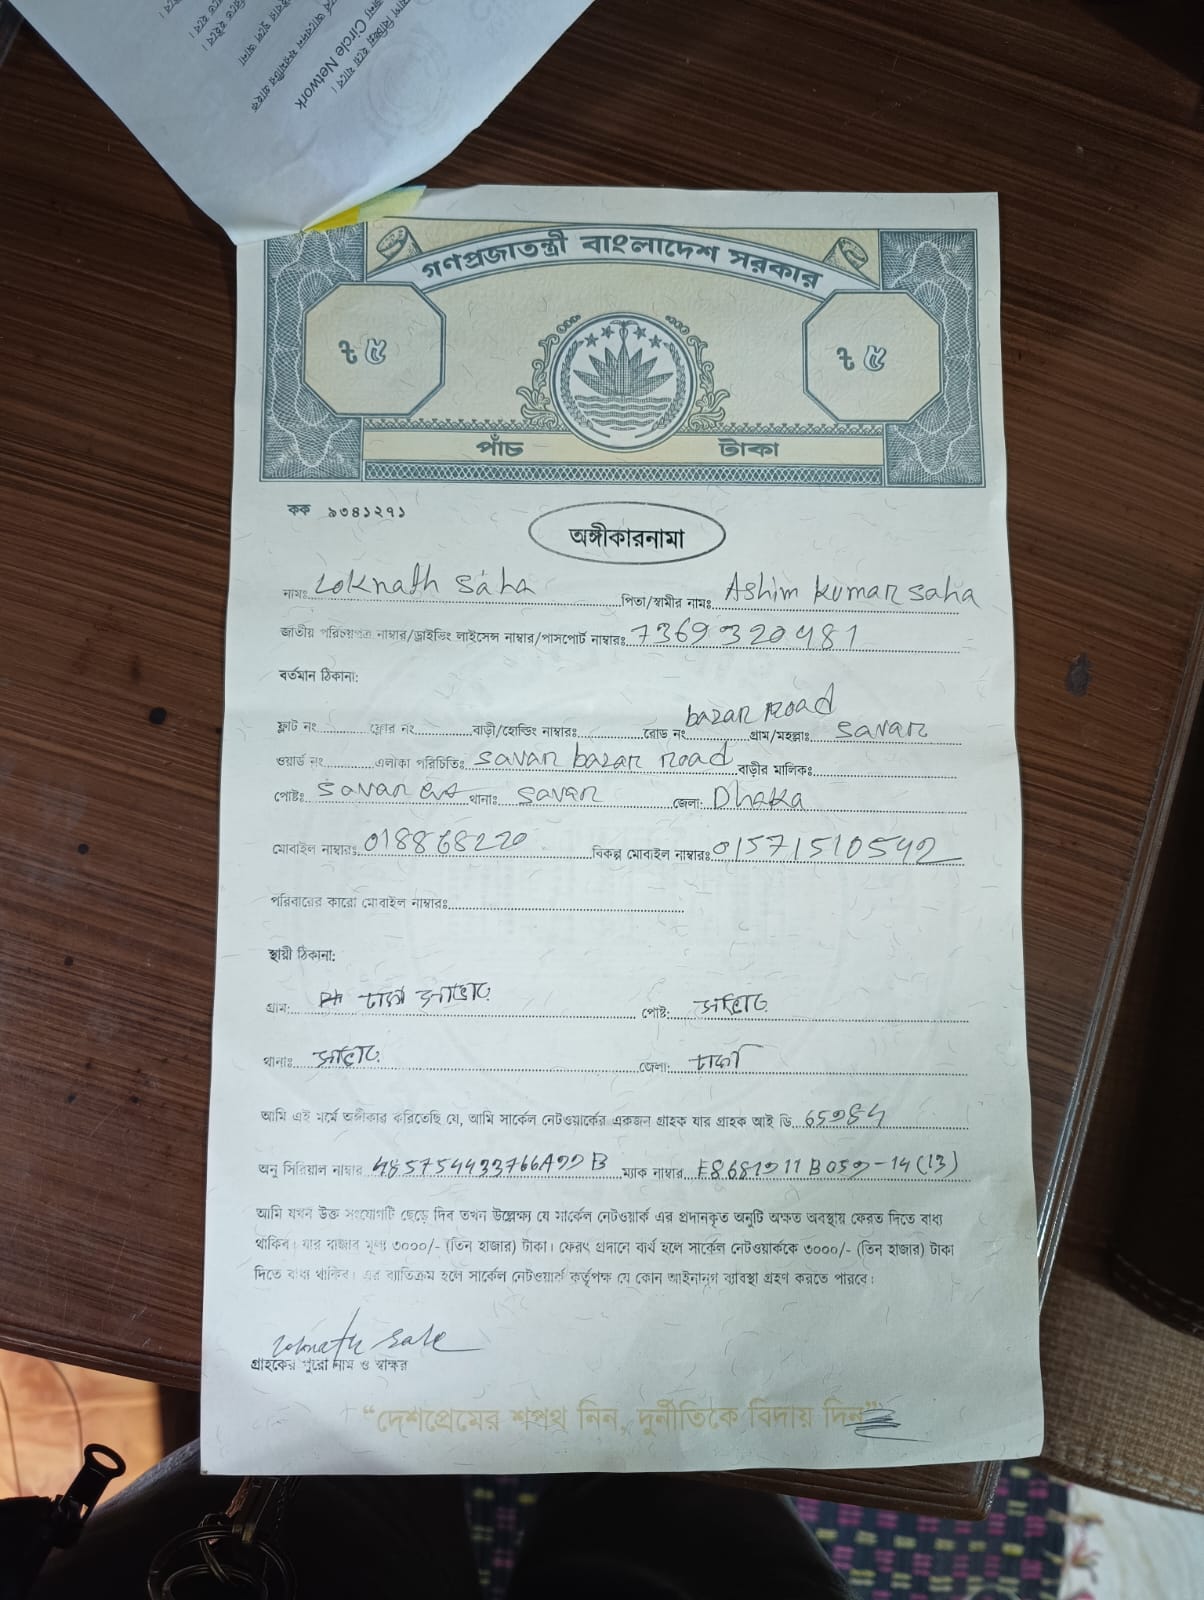 Circle Network
গণপ্রজাতন্ত্রী বাংলাদেশ সরকার
৳ ৫ ৳ ৫
পাঁচ টাকা
কক ৯৩৪১২৭১
অঙ্গীকারনামা
নামঃ Loknath Saha পিতা/স্বামীর নামঃ Ashim kumar saha
জাতীয় পরিচয়পত্র নাম্বার/ড্রাইভিং লাইসেন্স নাম্বার/পাসপোর্ট নাম্বারঃ 7369320481
বর্তমান ঠিকানা:
ফ্লাট নং ফ্লোর নং বাড়ী/হোল্ডিং নাম্বারঃ রোড নং bazar road গ্রাম/মহল্লাঃ savar
ওয়ার্ড নং এলাকা পরিচিতিঃ savar bazar road বাড়ীর মালিকঃ
পোষ্টঃ savar থানাঃ savar জেলা: Dhaka
মোবাইল নাম্বারঃ 018868220 বিকল্প মোবাইল নাম্বারঃ 01571510542
পরিবারের কারো মোবাইল নাম্বারঃ
স্থায়ী ঠিকানা:
গ্রাম: ঢাকা সাভার পোষ্ট: সাভার
থানাঃ সাভার জেলা: ঢাকা
আমি এই মর্মে অঙ্গীকার করিতেছি যে, আমি সার্কেল নেটওয়ার্কের একজন গ্রাহক যার গ্রাহক আই ডি
অনু সিরিয়াল নাম্বার ম্যাক নাম্বার
আমি যখন উক্ত সংযোগটি ছেড়ে দিব তখন উল্লেখ্য যে সার্কেল নেটওয়ার্ক এর প্রদানকৃত অনুটি অক্ষত অবস্থায় ফেরত দিতে বাধ্য
থাকিব। যার বাজার মূল্য ৩০০০/- (তিন হাজার) টাকা। ফেরৎ প্রদানে ব্যর্থ হলে সার্কেল নেটওয়ার্ককে ৩০০০/- (তিন হাজার) টাকা
দিতে বাধ্য থাকিব। এর ব্যতিক্রম হলে সার্কেল নেটওয়ার্ক কর্তৃপক্ষ যে কোন আইনানুগ ব্যবস্থা গ্রহণ করতে পারবে।
গ্রাহকের পুরো নাম ও স্বাক্ষর
“দেশপ্রেমের শপথ নিন, দুর্নীতিকে বিদায় দিন”